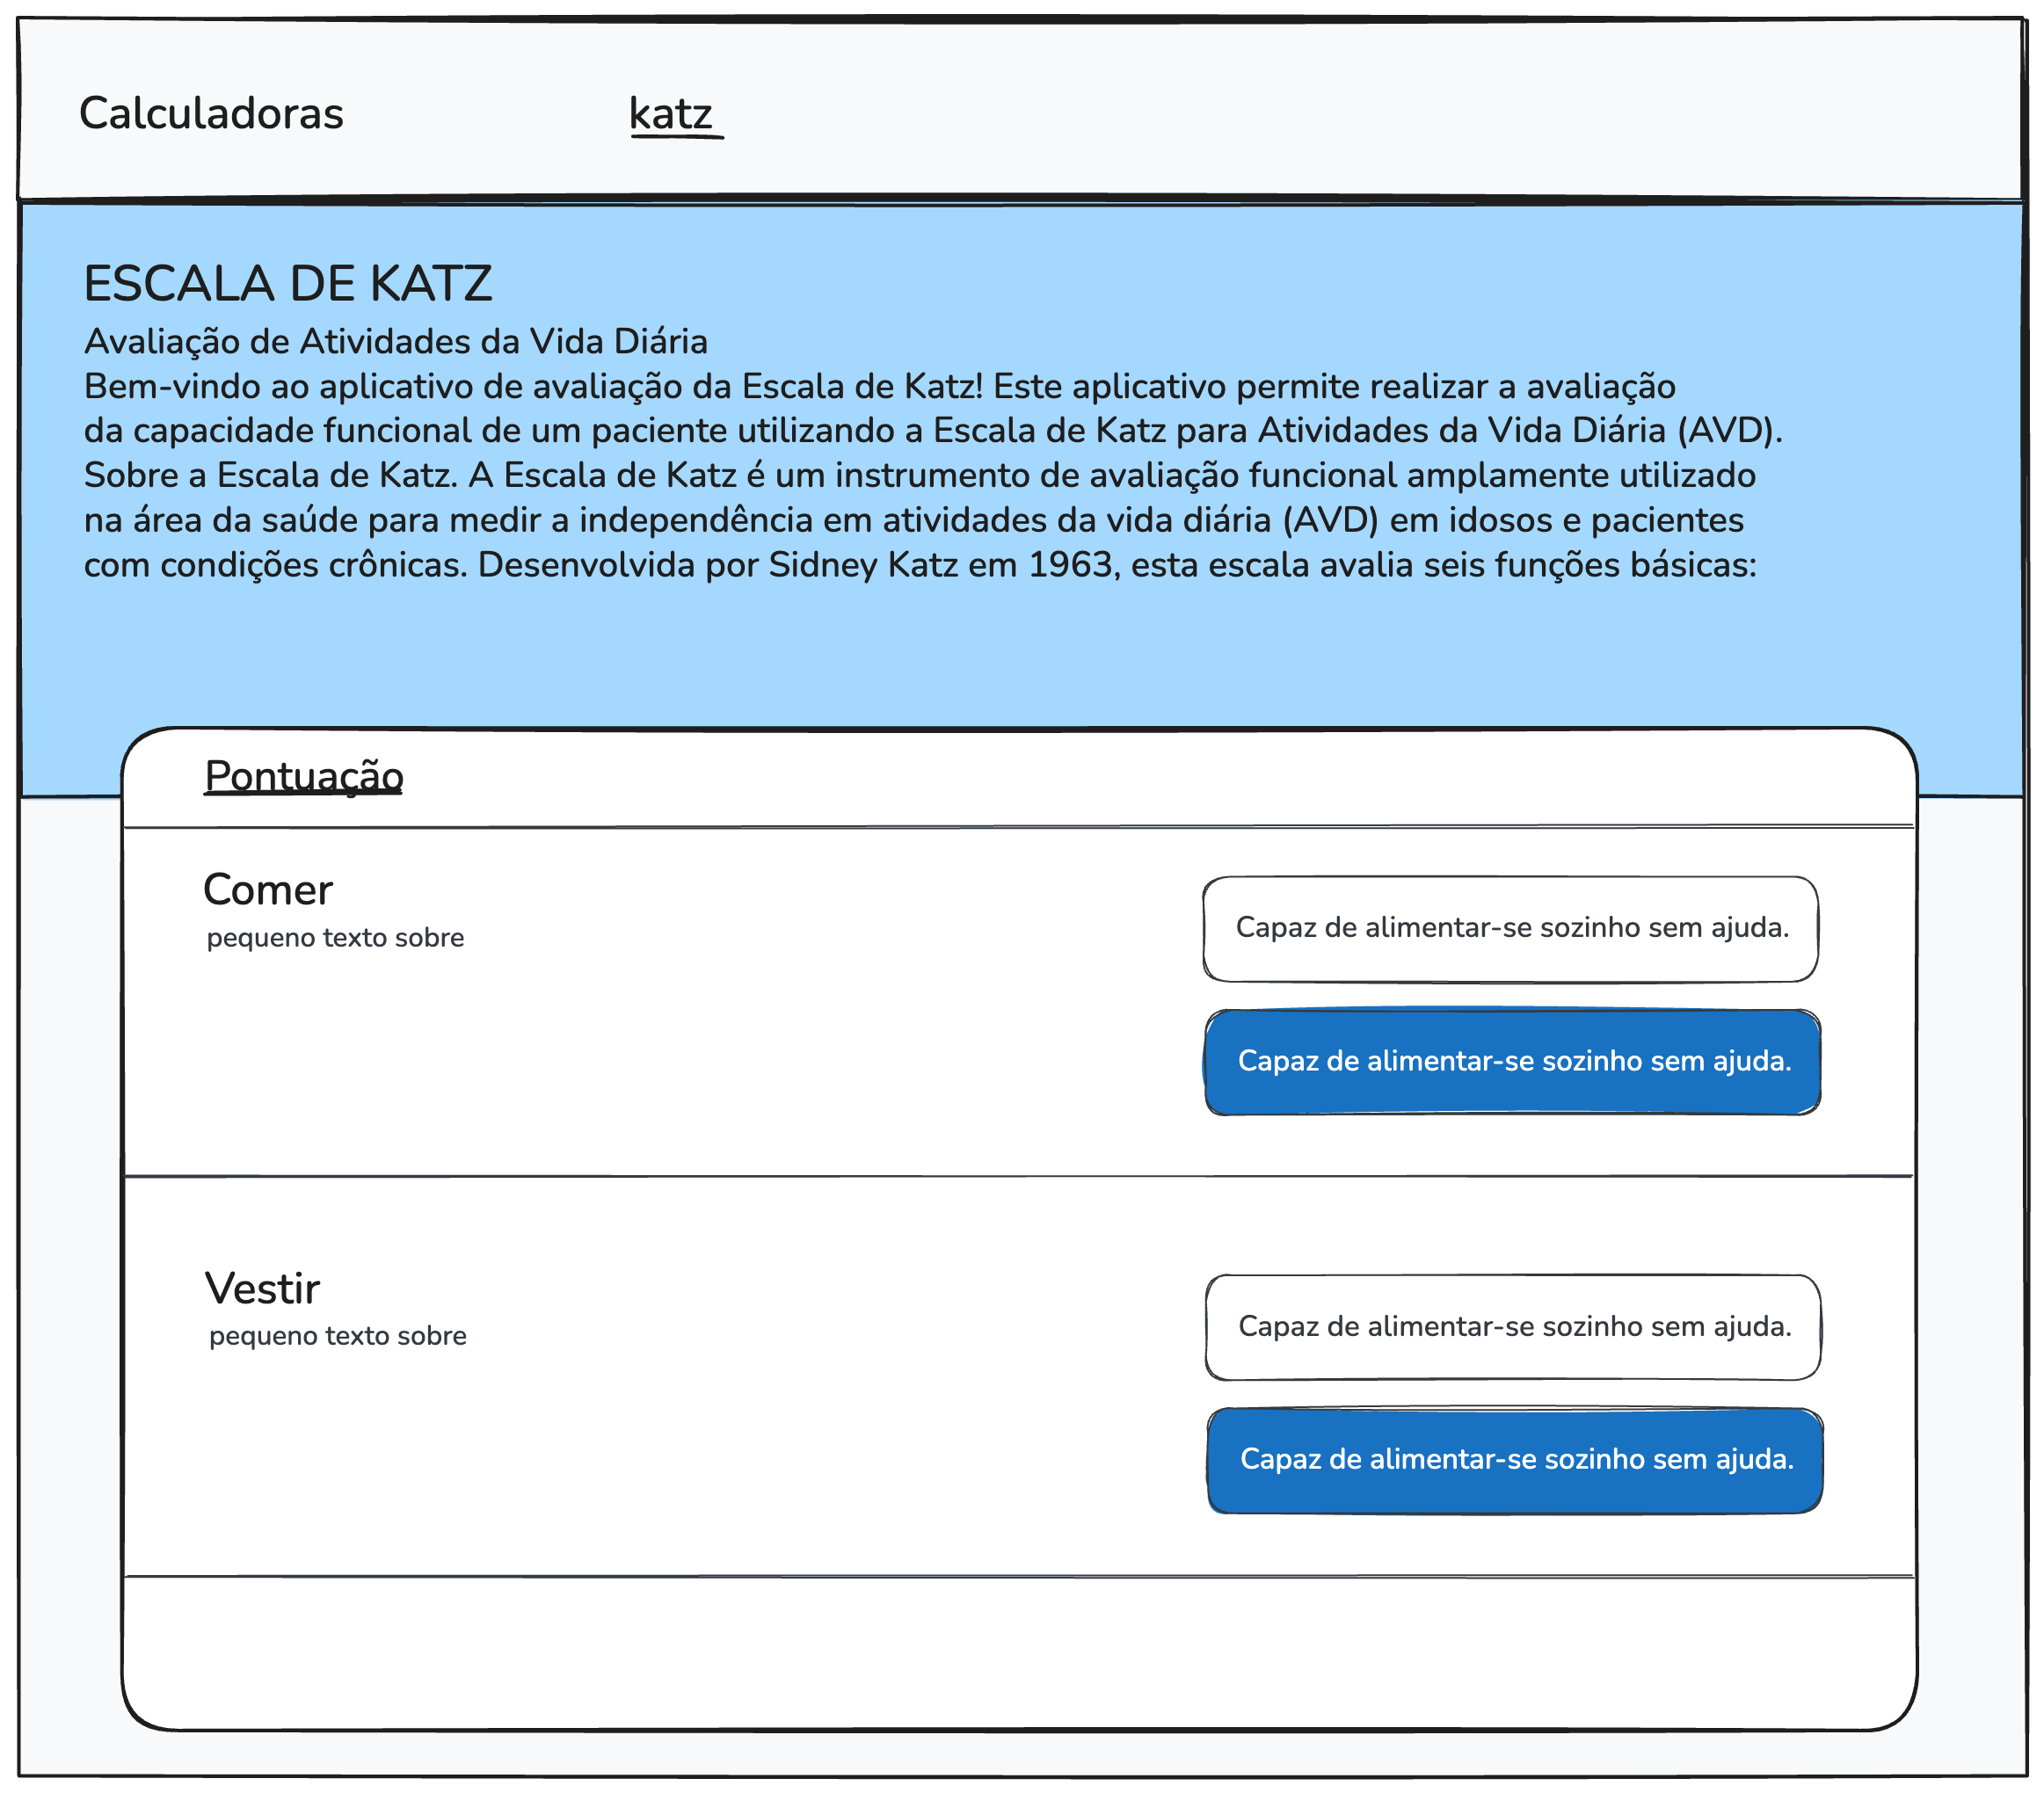 Calculadoras
katz
ESCALA DE KATZ
Avaliação de Atividades da Vida Diária
Bem-vindo ao aplicativo de avaliação da Escala de Katz! Este aplicativo permite realizar a avaliação
da capacidade funcional de um paciente utilizando a Escala de Katz para Atividades da Vida Diária (AVD).
Sobre a Escala de Katz. A Escala de Katz é um instrumento de avaliação funcional amplamente utilizado
na área da saúde para medir a independência em atividades da vida diária (AVD) em idosos e pacientes
com condições crônicas. Desenvolvida por Sidney Katz em 1963, esta escala avalia seis funções básicas:
Pontuação
Comer
pequeno texto sobre
Capaz de alimentar-se sozinho sem ajuda.
Capaz de alimentar-se sozinho sem ajuda.
Vestir
pequeno texto sobre
Capaz de alimentar-se sozinho sem ajuda.
Capaz de alimentar-se sozinho sem ajuda.